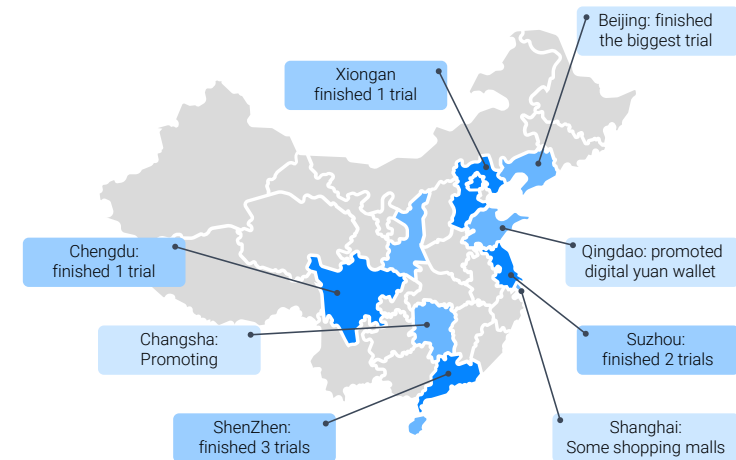 Beijing: finished
the biggest trial
Xiongan
finished 1 trial
Chengdu:
finished 1 trial
Qingdao: promoted
digital yuan wallet
Changsha:
Promoting
Suzhou:
finished 2 trials
ShenZhen:
finished 3 trials
Shanghai:
Some shopping malls